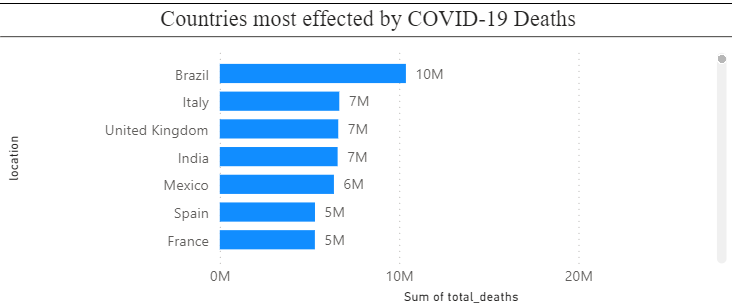 Countries most effected by COVID-19 Deaths
location
Brazil 10M
Italy 7M
United Kingdom 7M
India 7M
Mexico 6M
Spain 5M
France 5M
0M 10M 20M
Sum of total_deaths